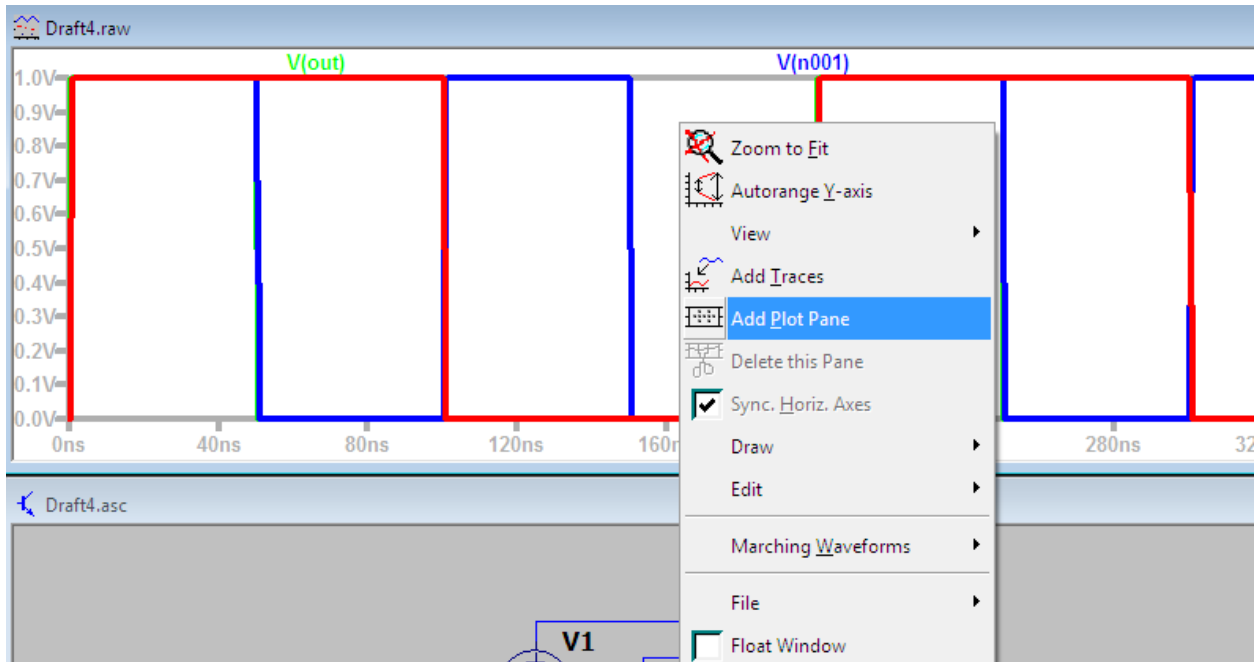 Draft4.raw
V(out)
V(n001)
1.0V
0.9V
0.8V
0.7V
0.6V
0.5V
0.4V
0.3V
0.2V
0.1V
0.0V
0ns
40ns
80ns
120ns
280ns
Zoom to Fit
Autorange Y-axis
View
Add Traces
Add Plot Pane
Delete this Pane
Sync. Horiz. Axes
Draw
Edit
Marching Waveforms
File
Float Window
Draft4.asc
V1